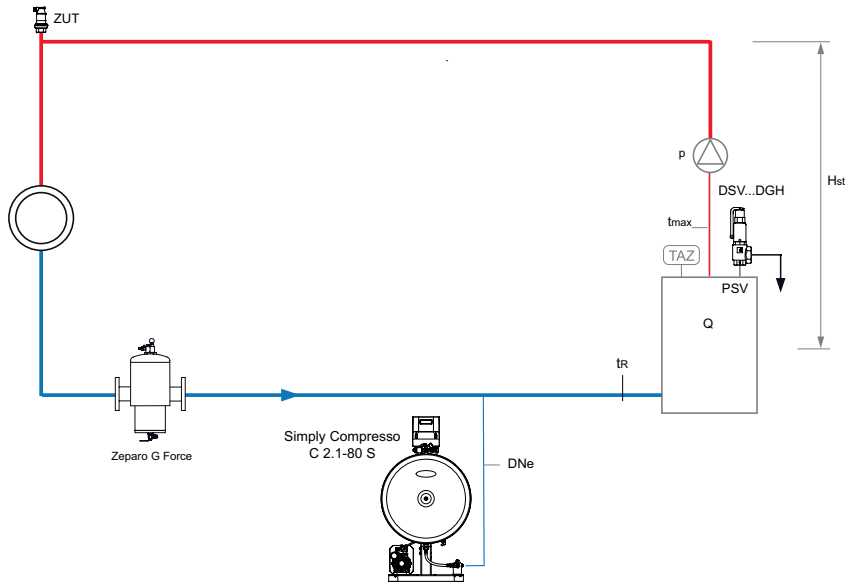 ZUT
p
DSV...DGH
Hst
tmax
TAZ
PSV
Q
tR
Simply Compresso
C 2.1-80 S
DNe
Zeparo G Force